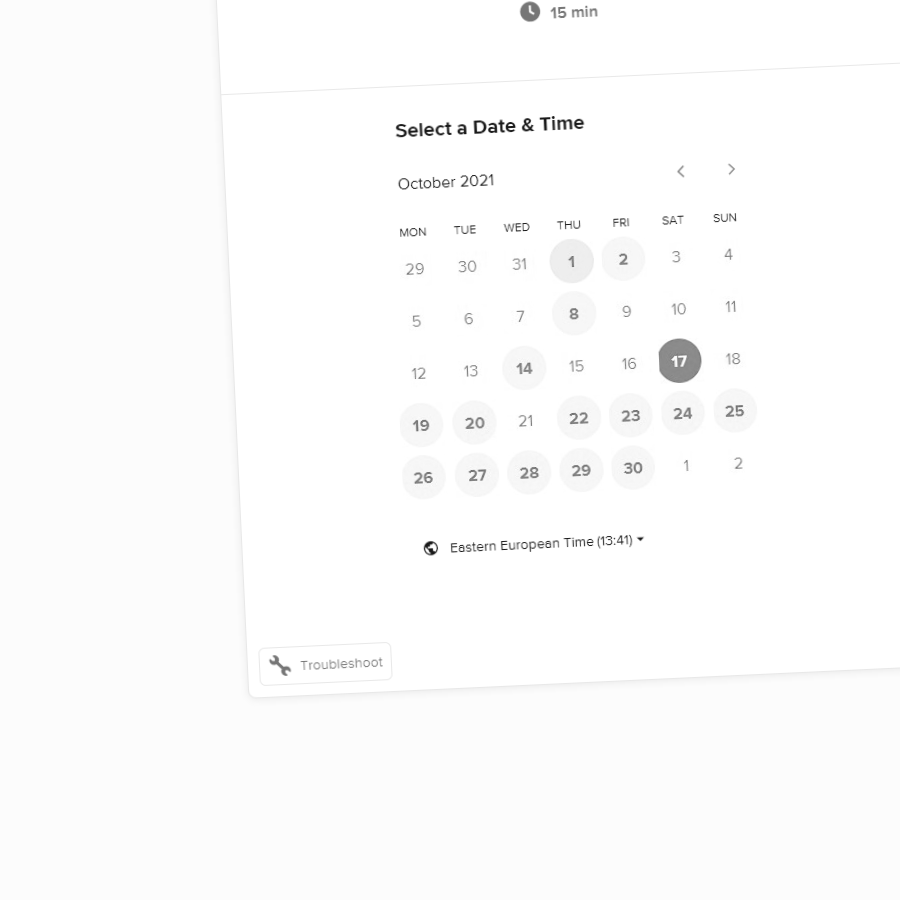 15 min
Select a Date & Time
October 2021
MON TUE WED THU FRI SAT SUN
29 30 31 1 2 3 4
5 6 7 8 9 10 11
12 13 14 15 16 17 18
19 20 21 22 23 24 25
26 27 28 29 30 1 2
Eastern European Time (13:41)
Troubleshoot